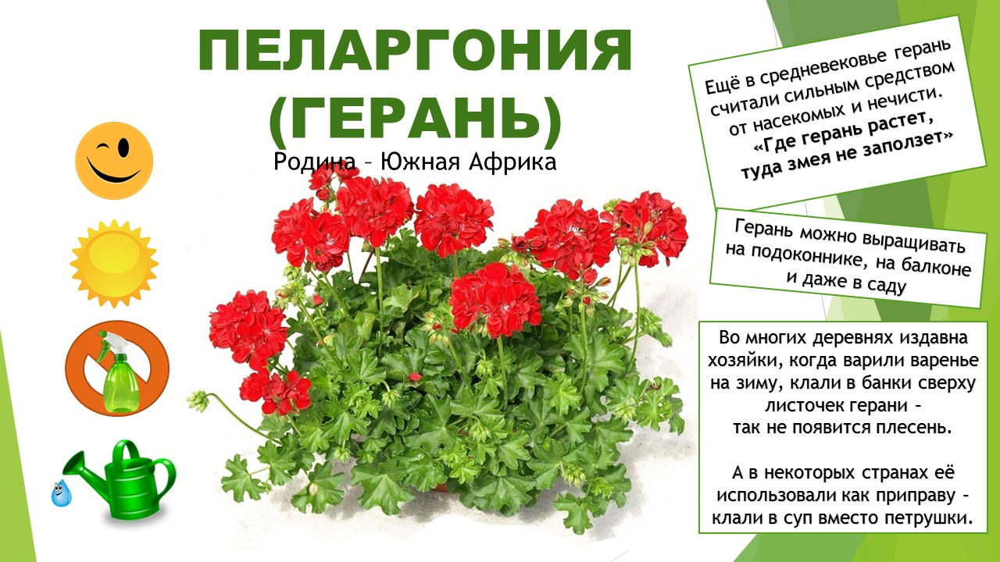 ПЕЛАРГОНИЯ
(ГЕРАНЬ)
Родина – Южная Африка
Ещё в средневековье герань
считали сильным средством
от насекомых и нечисти.
«Где герань растет,
туда змея не заползет»
Герань можно выращивать
на подоконнике, на балконе
и даже в саду
Во многих деревнях издавна
хозяйки, когда варили варенье
на зиму, клали в банки сверху
листочек герани –
так не появится плесень.
А в некоторых странах её
использовали как приправу –
клали в суп вместо петрушки.